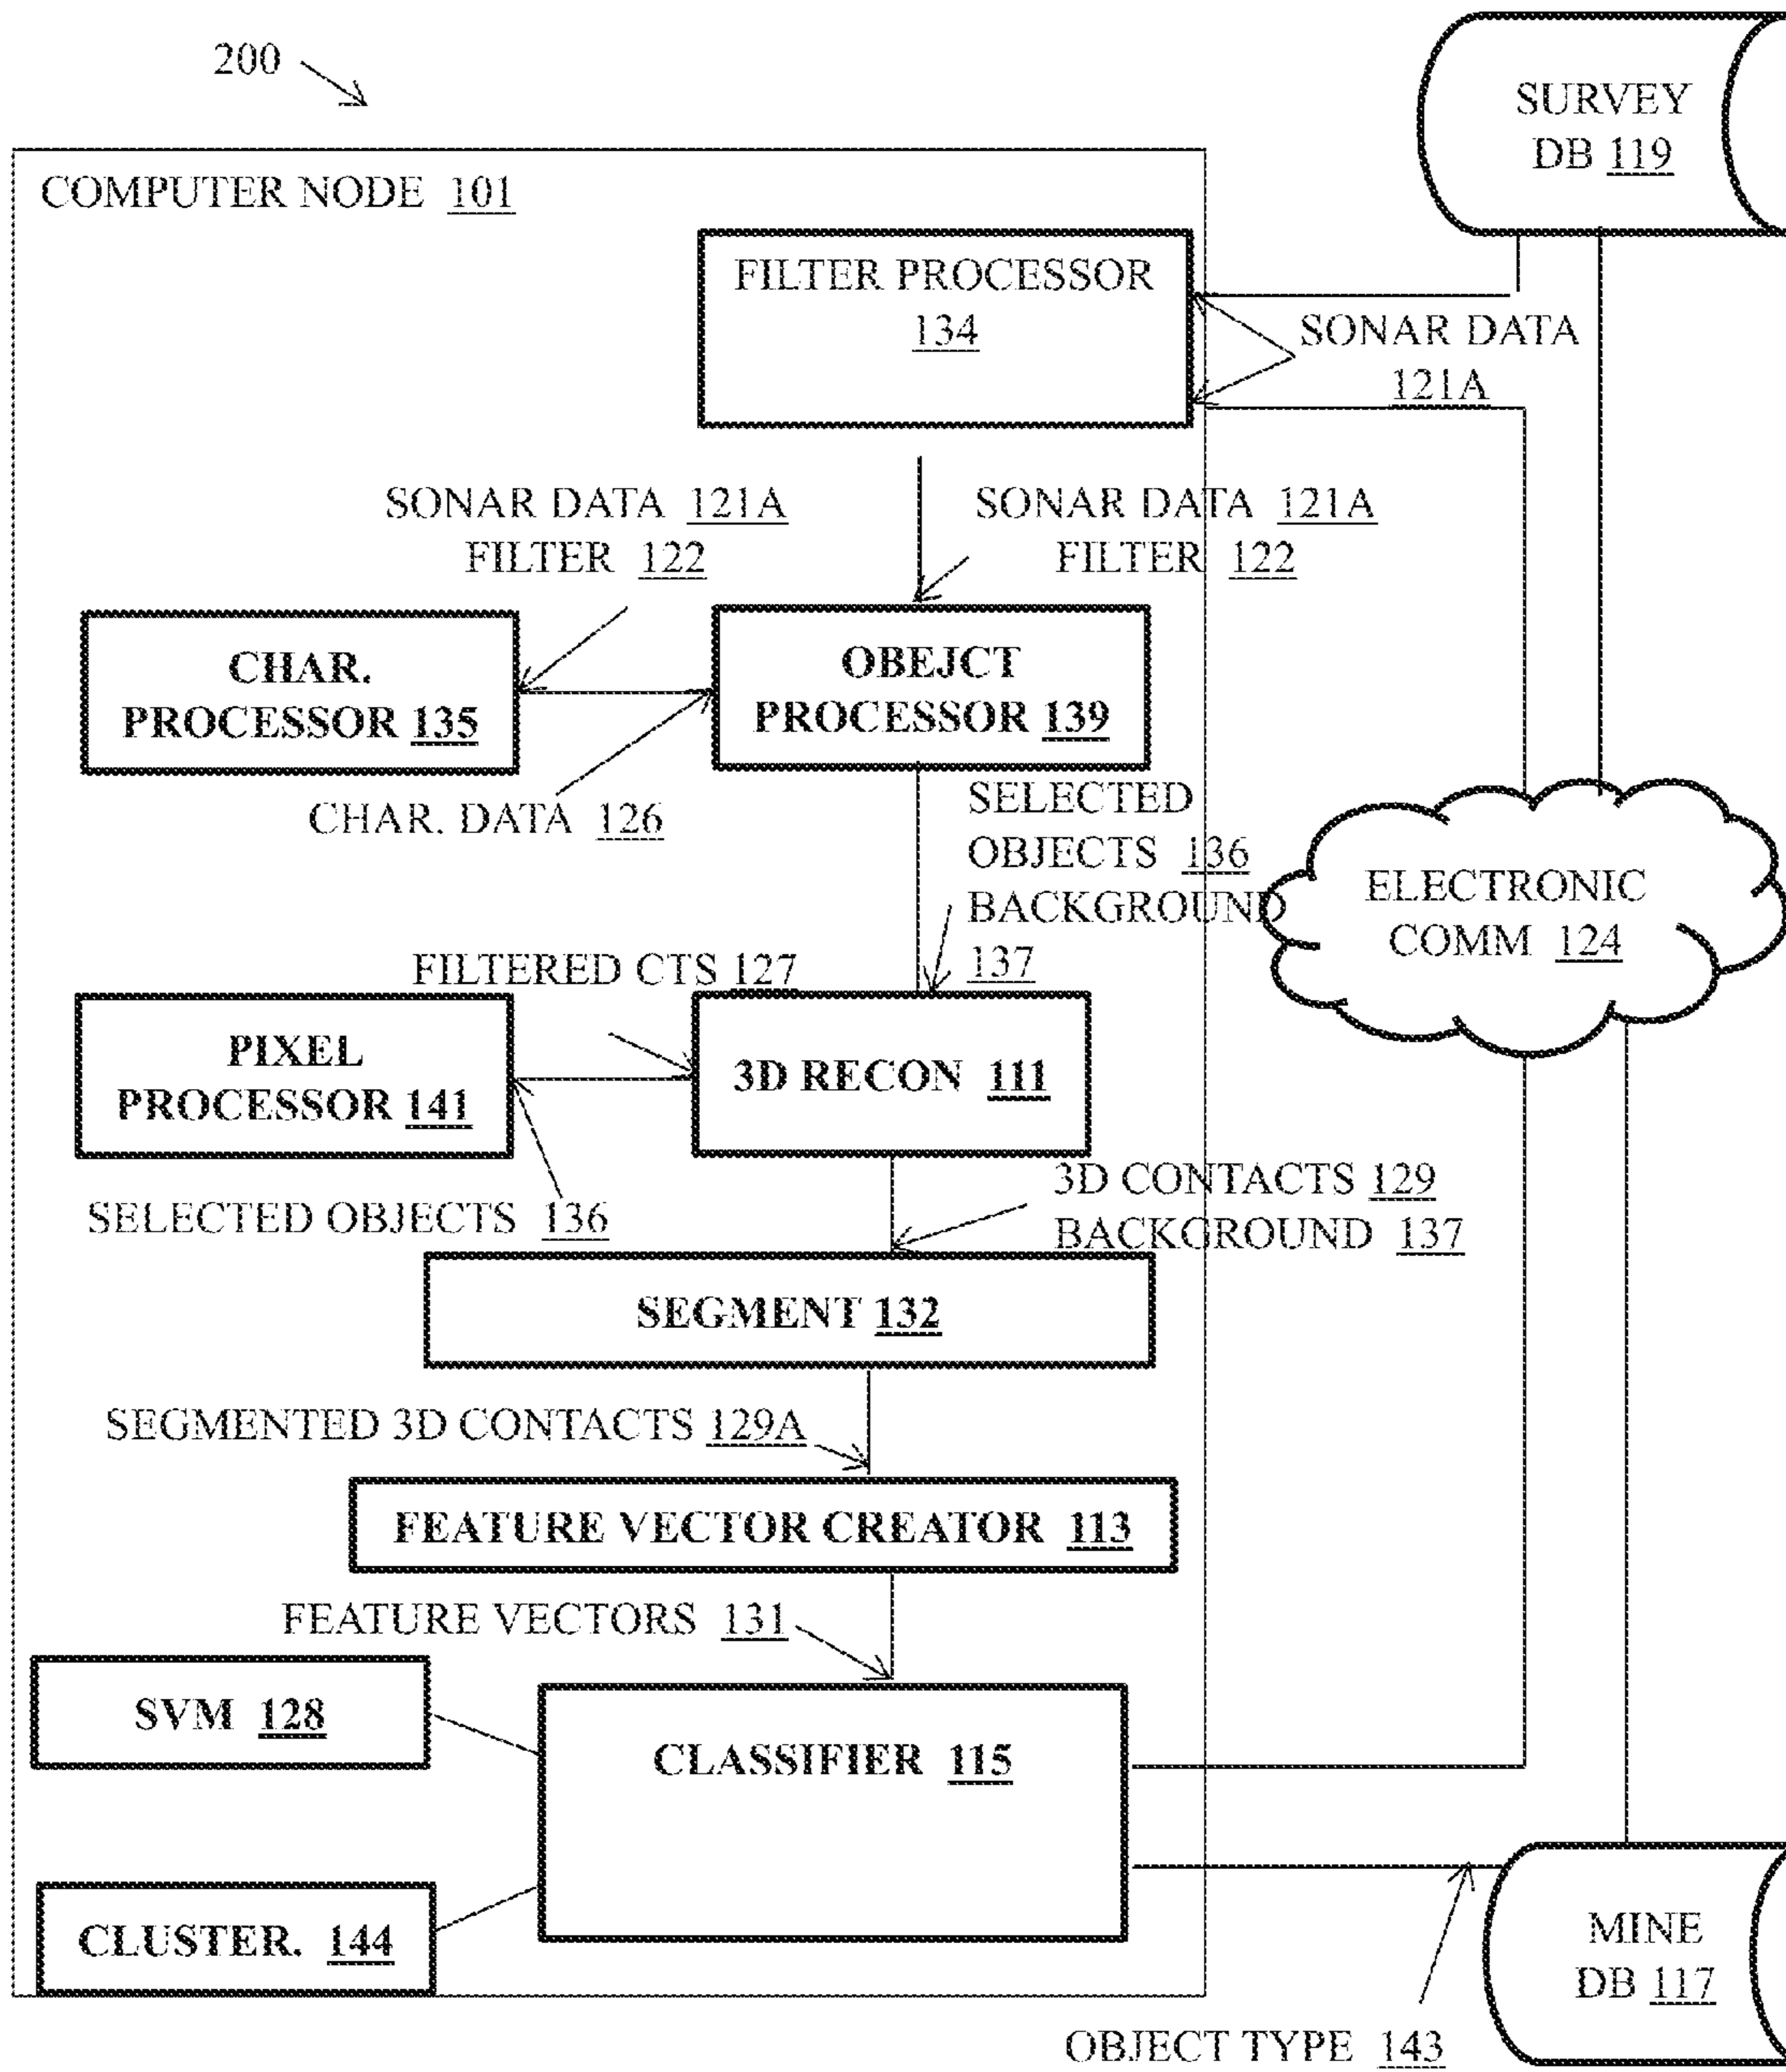 200
SURVEY
DB 119
COMPUTER NODE 101
FILTER PROCESSOR
134
SONAR DATA
121A
SONAR DATA 121A
FILTER 122
SONAR DATA 121A
FILTER 122
CHAR.
PROCESSOR 135
OBEJCT
PROCESSOR 139
CHAR. DATA 126
SELECTED
OBJECTS 136
BACKGROUND
137
ELECTRONIC
COMM 124
FILTERED CTS 127
PIXEL
PROCESSOR 141
3D RECON 111
SELECTED OBJECTS 136
3D CONTACTS 129
BACKGROUND 137
SEGMENT 132
SEGMENTED 3D CONTACTS 129A
FEATURE VECTOR CREATOR 113
FEATURE VECTORS 131
SVM 128
CLASSIFIER 115
CLUSTER. 144
MINE
DB 117
OBJECT TYPE 143